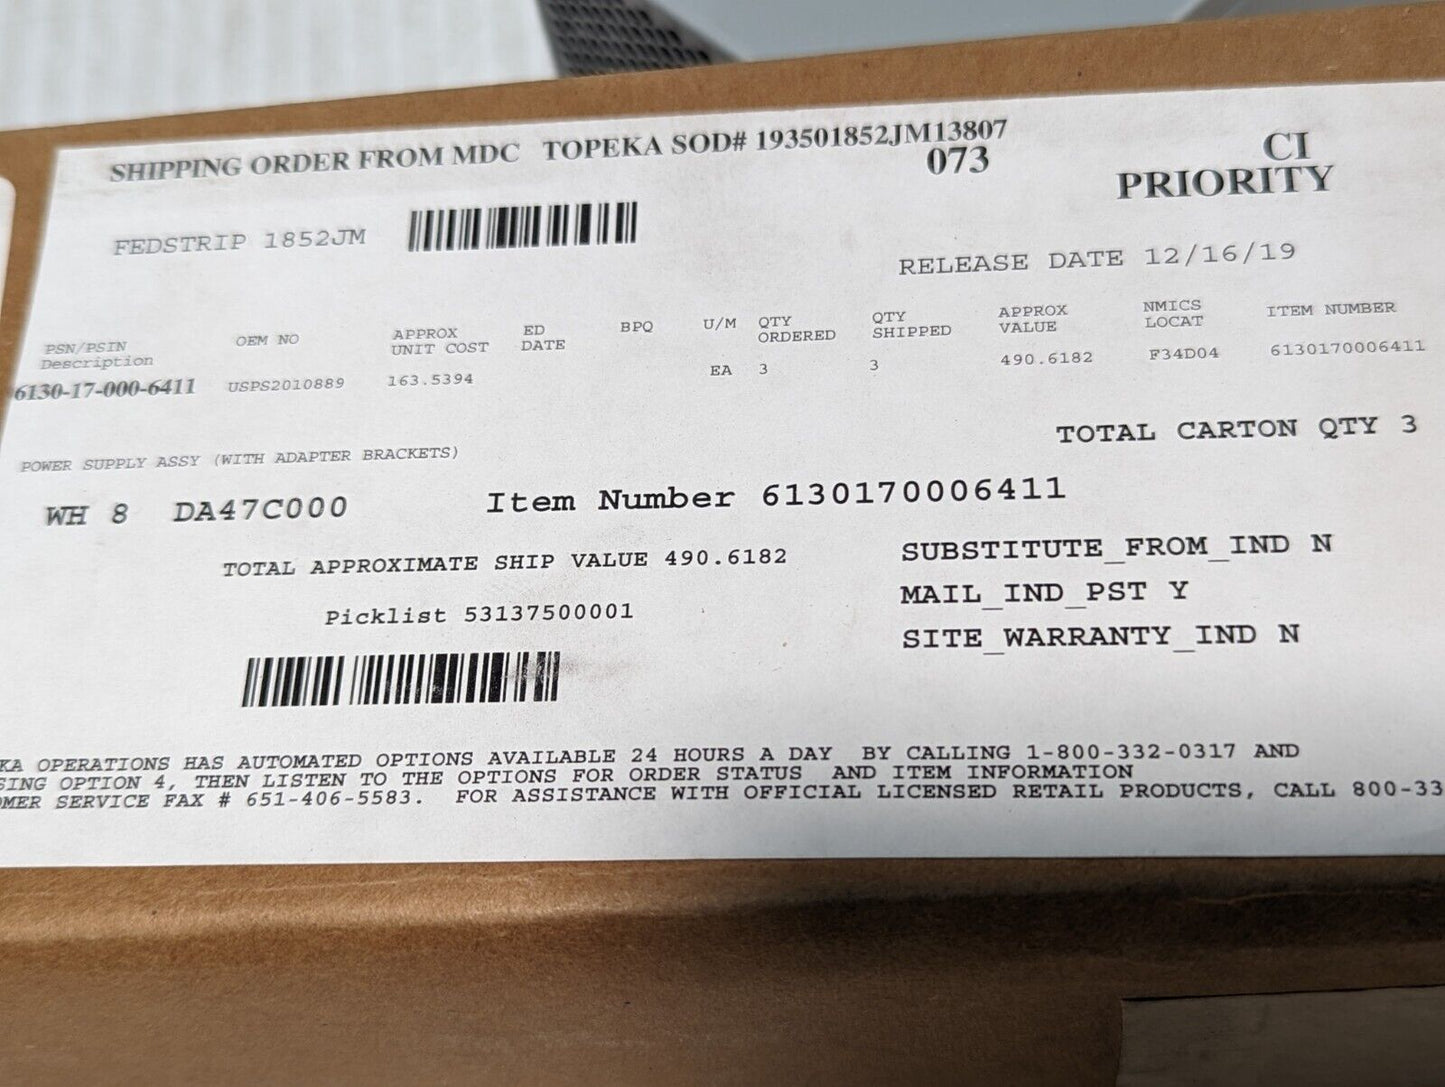 SHIPPING ORDER FROM MDC TOPEKA SOD# 193501852JM13807
073
CI
PRIORITY
FEDSTRIP 1852JM
RELEASE DATE 12/16/19
PSN/PSIN
Description
OEM NO
APPROX
UNIT COST
ED
DATE
BPQ
U/M
QTY
ORDERED
QTY
SHIPPED
APPROX
VALUE
NMICS
LOCAT
ITEM NUMBER
6130-17-000-6411 USPS2010889 163.5394 EA 3 3 490.6182 F34D04 6130170006411
POWER SUPPLY ASSY (WITH ADAPTER BRACKETS)
TOTAL CARTON QTY 3
WH 8 DA47C000 Item Number 6130170006411
TOTAL APPROXIMATE SHIP VALUE 490.6182
SUBSTITUTE_FROM_IND N
MAIL_IND_PST Y
Picklist 53137500001
SITE_WARRANTY_IND N
KA OPERATIONS HAS AUTOMATED OPTIONS AVAILABLE 24 HOURS A DAY BY CALLING 1-800-332-0317 AND
SING OPTION 4, THEN LISTEN TO THE OPTIONS FOR ORDER STATUS AND ITEM INFORMATION
OMER SERVICE FAX # 651-406-5583. FOR ASSISTANCE WITH OFFICIAL LICENSED RETAIL PRODUCTS, CALL 800-33